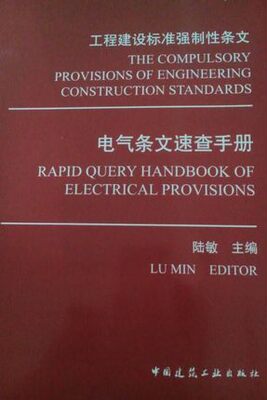 工程建设标准强制性条文
THE COMPULSORY
PROVISIONS OF ENGINEERING
CONSTRUCTION STANDARDS
电气条文速查手册
RAPID QUERY HANDBOOK OF
ELECTRICAL PROVISIONS
陆敏 主编
LU MIN EDITOR
中国建筑工业出版社